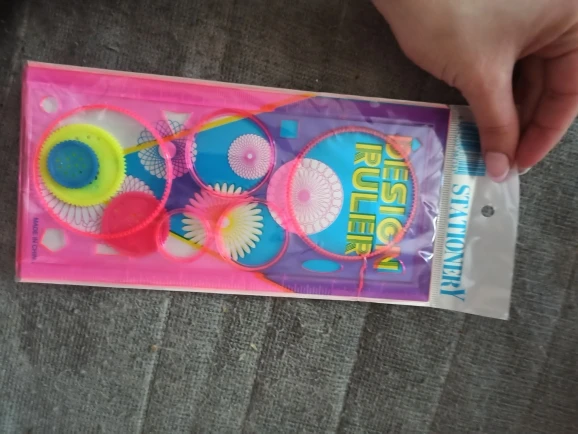 STATIONERY
DESIGN
RULER
MADE IN CHINA